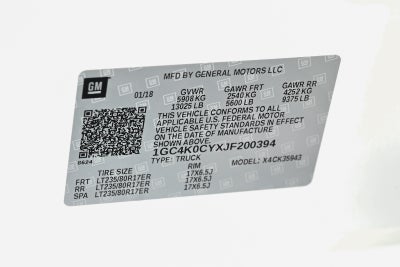 GM
MFD BY GENERAL MOTORS LLC
01/18 GVWR GAWR FRT GAWR RR
5908 KG 2540 KG 4252 KG
13025 LB 5600 LB 9375 LB
THIS VEHICLE CONFORMS TO ALL
APPLICABLE U.S. FEDERAL MOTOR
VEHICLE SAFETY STANDARDS IN EFFECT
ON THE DATE OF MANUFACTURE
SHOWN ABOVE.
1GC4K0CYXJF200394
TYPE: TRUCK MODEL: X4CK35943
B624
TIRE SIZE RIM
FRT LT235/80R17ER 17X6.5J
RR LT235/80R17ER 17X6.5J
SPA LT235/80R17ER 17X6.5J